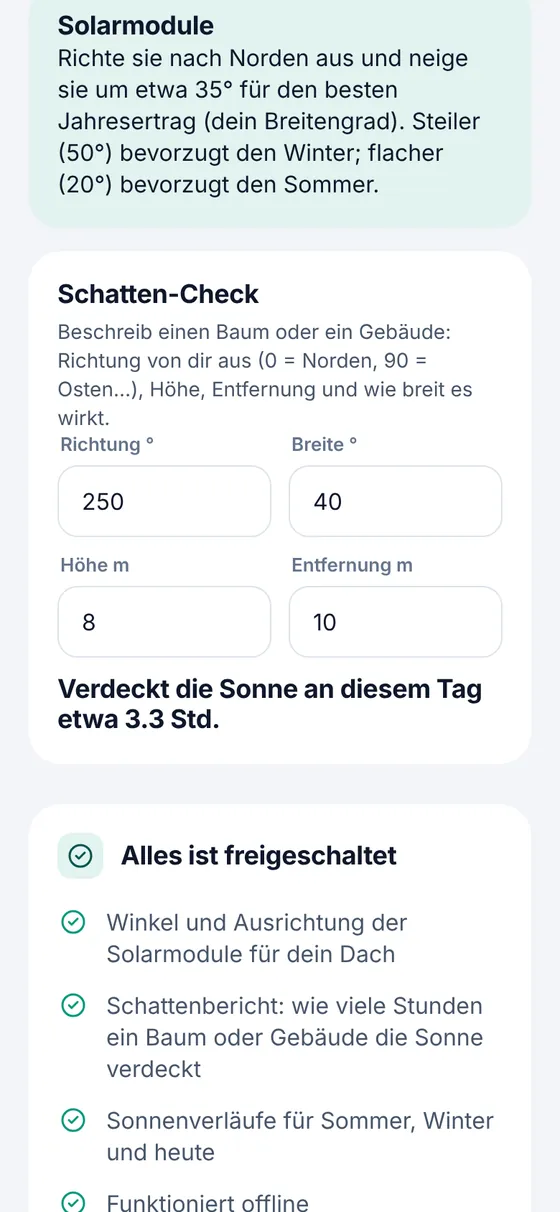 Solarmodule
Richte sie nach Norden aus und neige
sie um etwa 35° für den besten
Jahresertrag (dein Breitengrad). Steiler
(50°) bevorzugt den Winter; flacher
(20°) bevorzugt den Sommer.
Schatten-Check
Beschreib einen Baum oder ein Gebäude:
Richtung von dir aus (0 = Norden, 90 =
Osten…), Höhe, Entfernung und wie breit es
wirkt.
Richtung ° Breite °
250 40
Höhe m Entfernung m
8 10
Verdeckt die Sonne an diesem Tag
etwa 3.3 Std.
Alles ist freigeschaltet
Winkel und Ausrichtung der
Solarmodule für dein Dach
Schattenbericht: wie viele Stunden
ein Baum oder Gebäude die Sonne
verdeckt
Sonnenverläufe für Sommer, Winter
und heute
Funktioniert offline